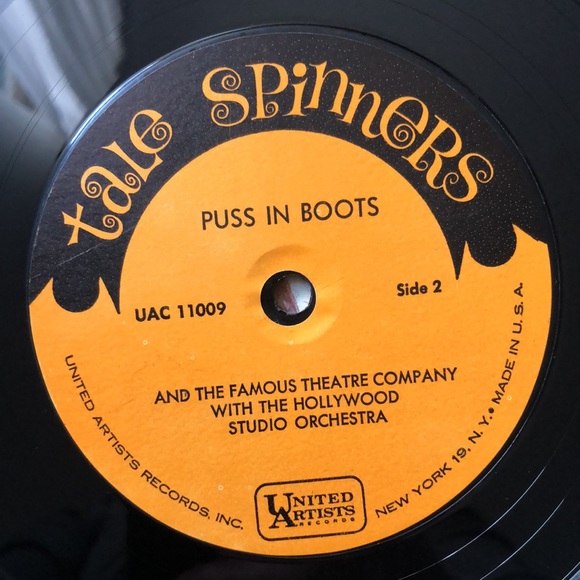 tale SPinneRS
PUSS IN BOOTS
UAC 11009
Side 2
AND THE FAMOUS THEATRE COMPANY
WITH THE HOLLYWOOD
STUDIO ORCHESTRA
UNITED ARTISTS RECORDS, INC.
NEW YORK 19, N. Y. • MADE IN U. S. A.
UNITED
ARTISTS
RECORDS